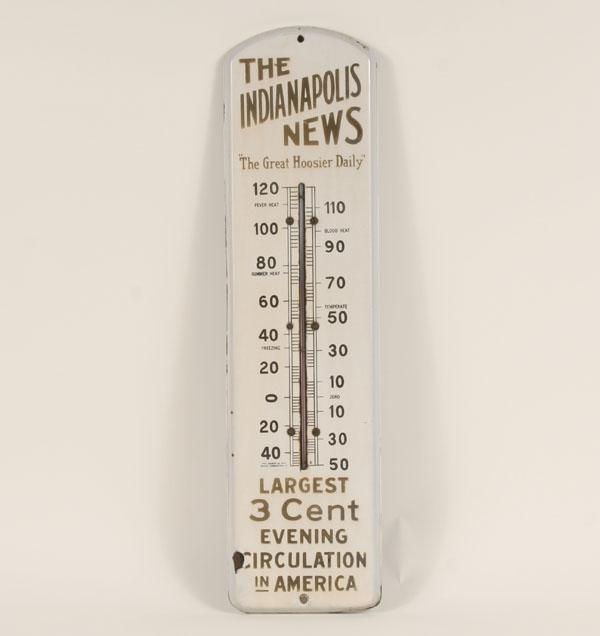 THE
INDIANAPOLIS
NEWS
"The Great Hoosier Daily"
120
FEVER HEAT
110
100
BLOOD HEAT
90
80
SUMMER HEAT
70
60
TEMPERATE
50
40
FREEZING
30
20
10
0
ZERO
10
20
30
40
50
LARGEST
3 Cent
EVENING
CIRCULATION
IN AMERICA